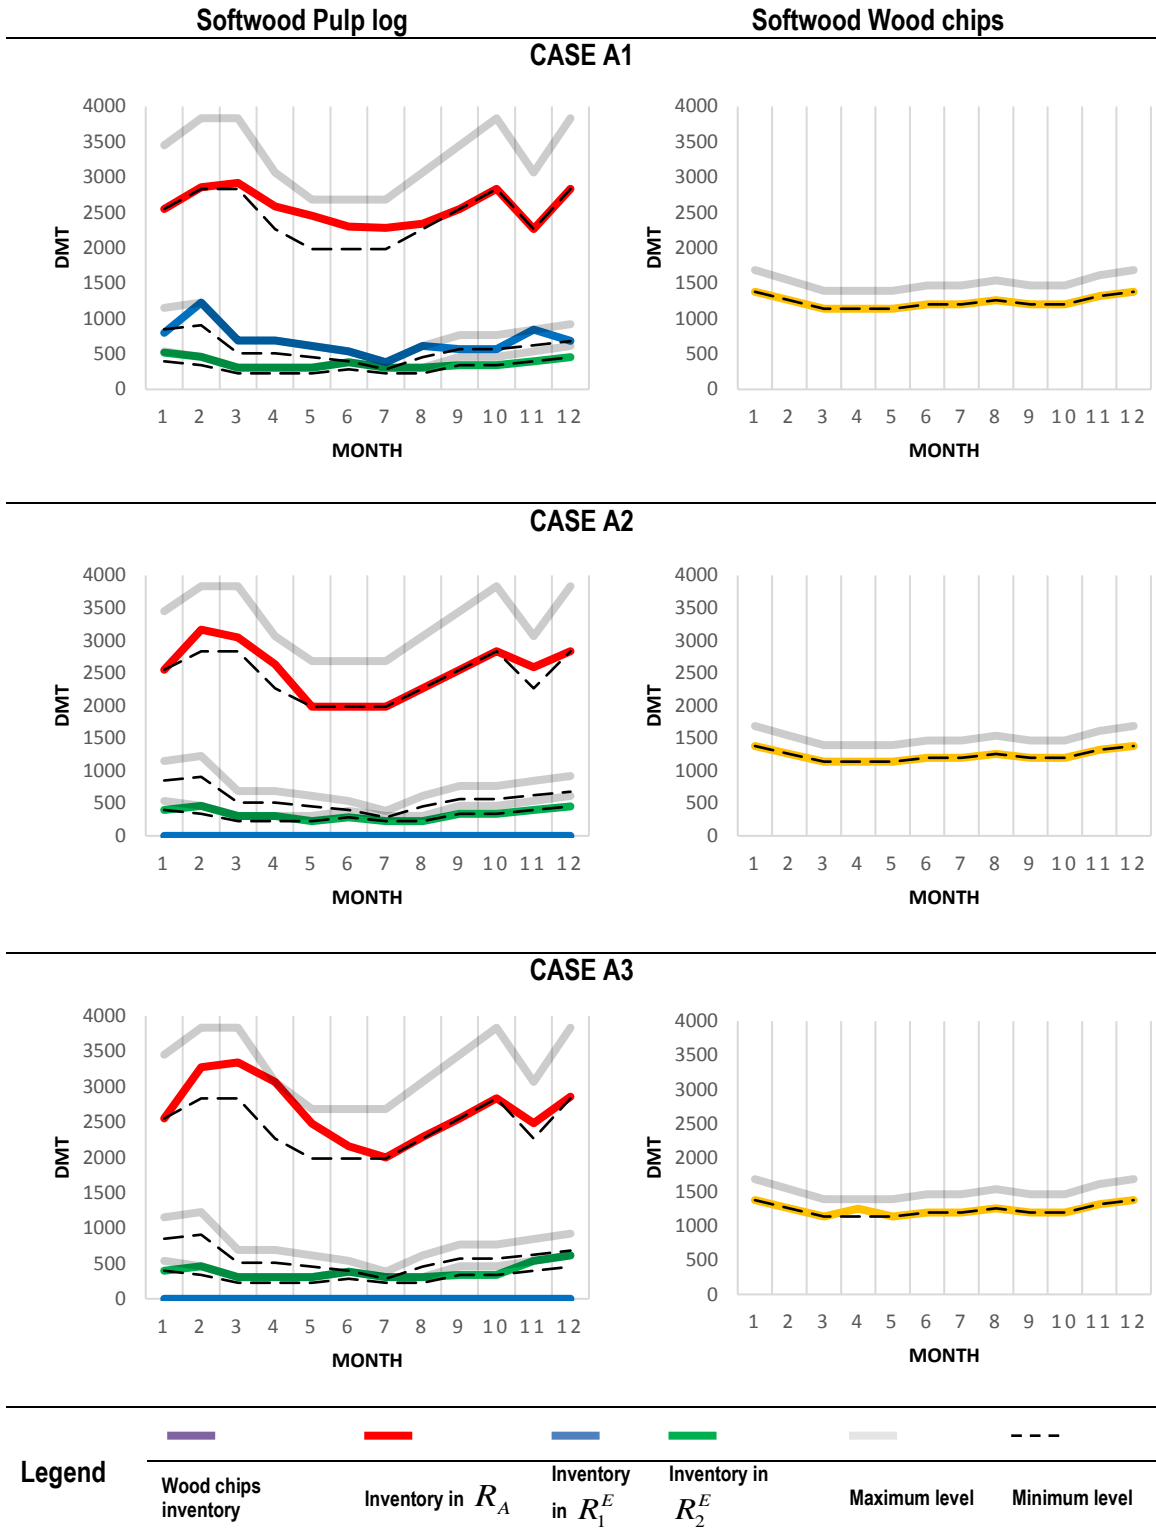 Softwood Pulp log Softwood Wood chips
CASE A1
4000
3500
3000
2500
2000
1500
1000
500
0
DMT
1 2 3 4 5 6 7 8 9 10 11 12
MONTH
4000
3500
3000
2500
2000
1500
1000
500
0
DMT
1 2 3 4 5 6 7 8 9 10 11 12
MONTH
CASE A2
4000
3500
3000
2500
2000
1500
1000
500
0
DMT
1 2 3 4 5 6 7 8 9 10 11 12
MONTH
4000
3500
3000
2500
2000
1500
1000
500
0
DMT
1 2 3 4 5 6 7 8 9 10 11 12
MONTH
CASE A3
4000
3500
3000
2500
2000
1500
1000
500
0
DMT
1 2 3 4 5 6 7 8 9 10 11 12
MONTH
4000
3500
3000
2500
2000
1500
1000
500
0
DMT
1 2 3 4 5 6 7 8 9 10 11 12
MONTH
Legend
Wood chips
inventory
Inventory in R_A
Inventory
in R_1^E
Inventory in
R_2^E
Maximum level
Minimum level